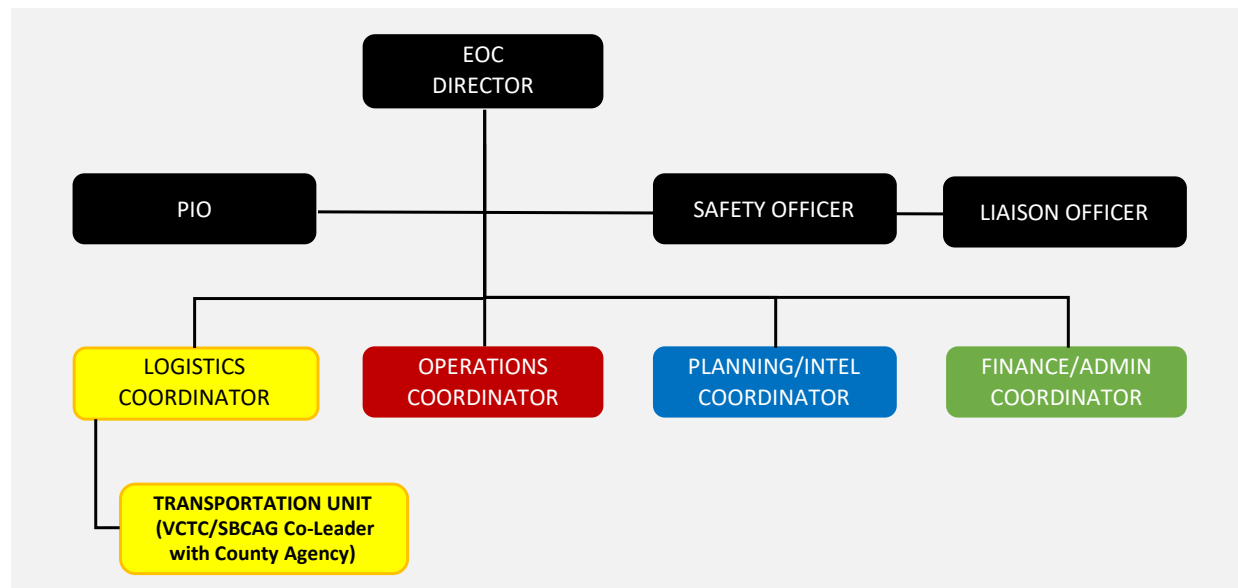 EOC
DIRECTOR
PIO
SAFETY OFFICER
LIAISON OFFICER
LOGISTICS
COORDINATOR
OPERATIONS
COORDINATOR
PLANNING/INTEL
COORDINATOR
FINANCE/ADMIN
COORDINATOR
TRANSPORTATION UNIT
(VCTC/SBCAG Co-Leader
with County Agency)